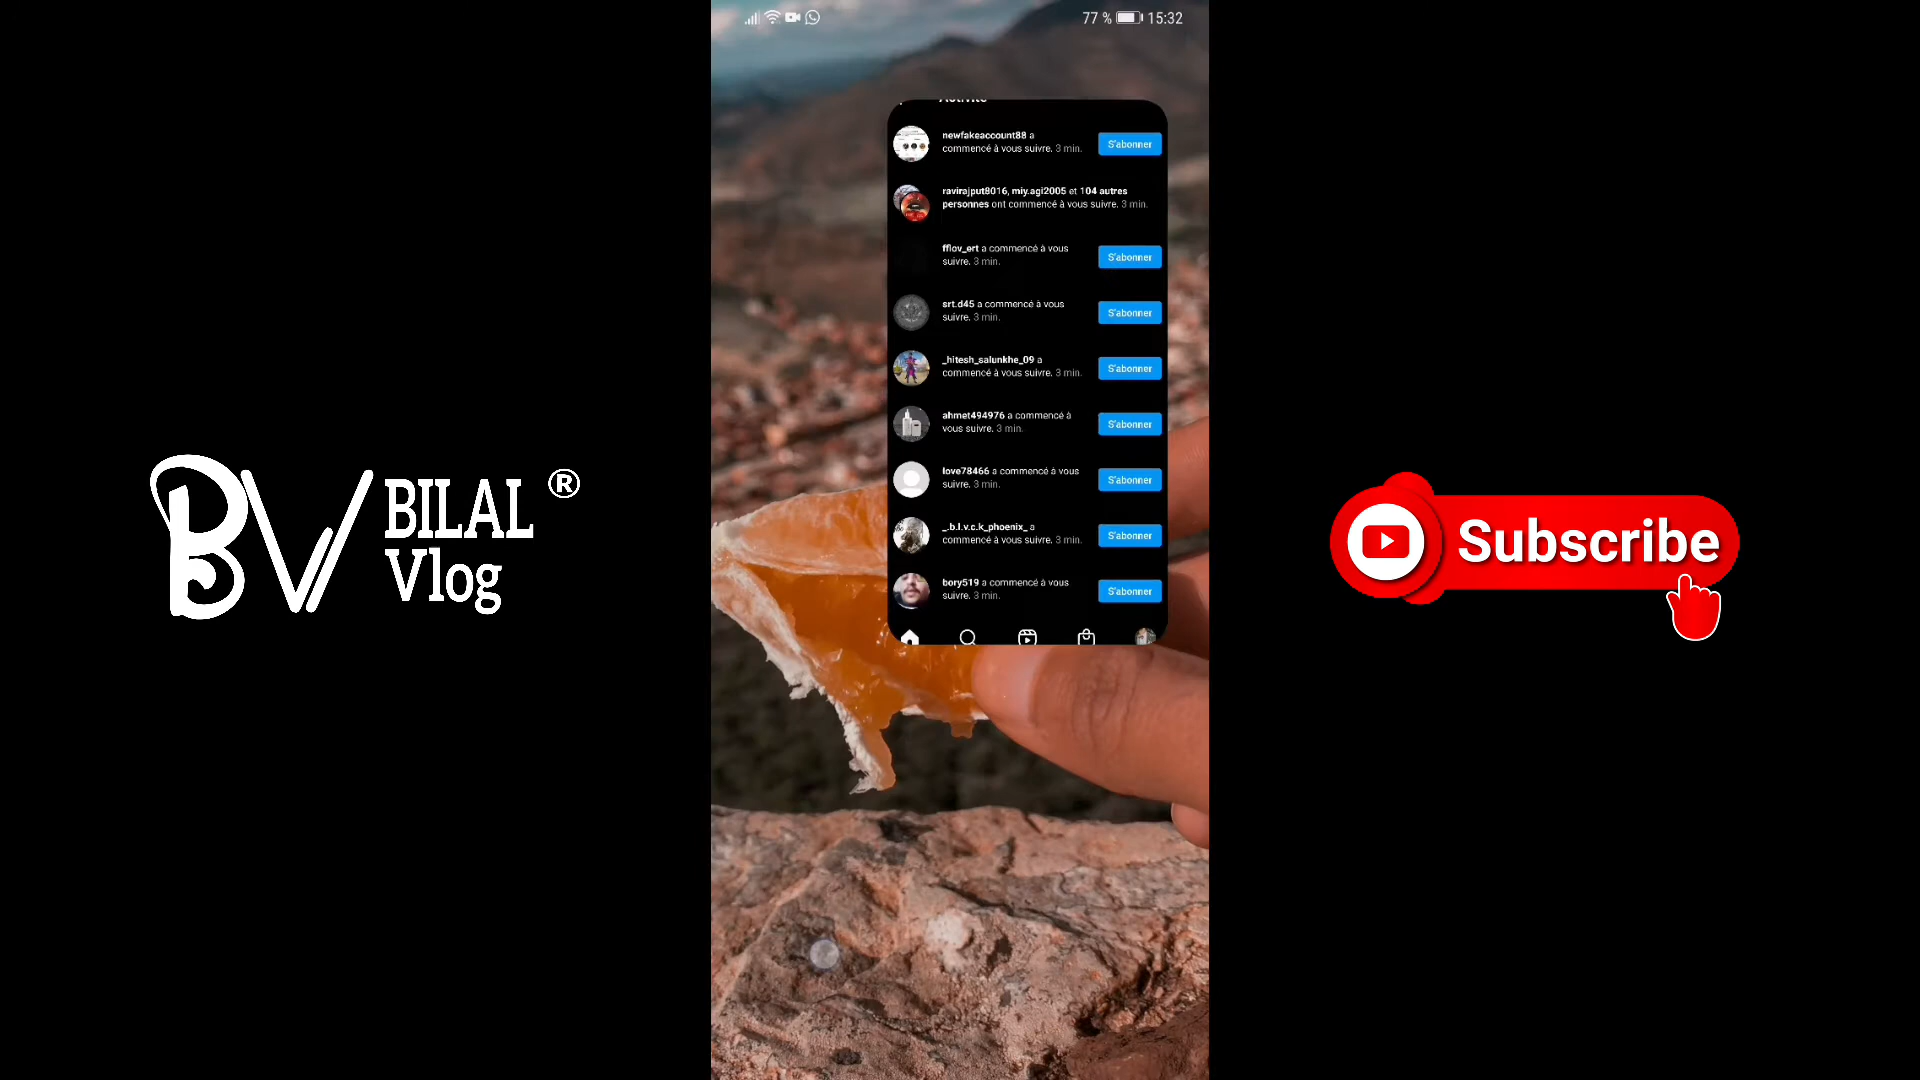 77 % 15:32
Activité
newfakeaccount88 a
commencé à vous suivre. 3 min.
S'abonner
ravirajput8016, miy.agi2005 et 104 autres
personnes ont commencé à vous suivre. 3 min.
fflov_ert a commencé à vous
suivre. 3 min.
S'abonner
srt.d45 a commencé à vous
suivre. 3 min.
S'abonner
_hitesh_salunkhe_09 a
commencé à vous suivre. 3 min.
S'abonner
ahmet494976 a commencé à
vous suivre. 3 min.
S'abonner
love78466 a commencé à vous
suivre. 3 min.
S'abonner
_.b.l.v.c.k_phoenix_ a
commencé à vous suivre. 3 min.
S'abonner
bory519 a commencé à vous
suivre. 3 min.
S'abonner
BV BILAL ®
Vlog
Subscribe